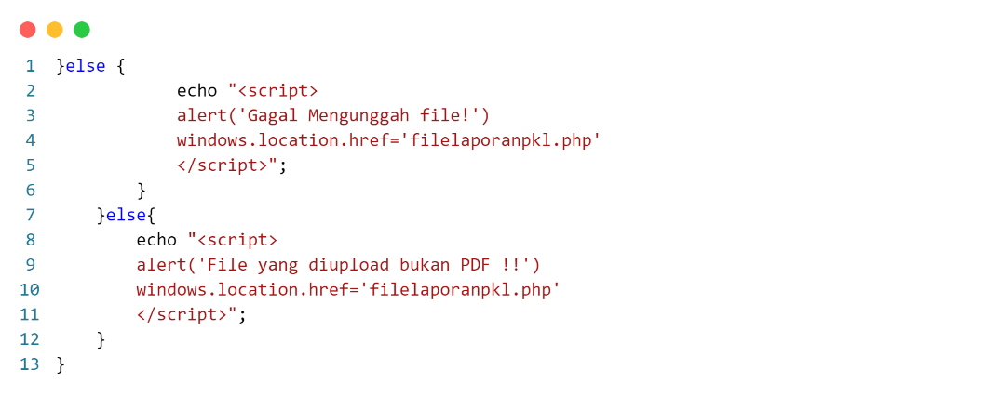 1 }else {
2 echo "<script>
3 alert('Gagal Mengunggah file!')
4 windows.location.href='filelaporanpkl.php'
5 </script>";
6 }
7 }else{
8 echo "<script>
9 alert('File yang diupload bukan PDF !!')
10 windows.location.href='filelaporanpkl.php'
11 </script>";
12 }
13 }